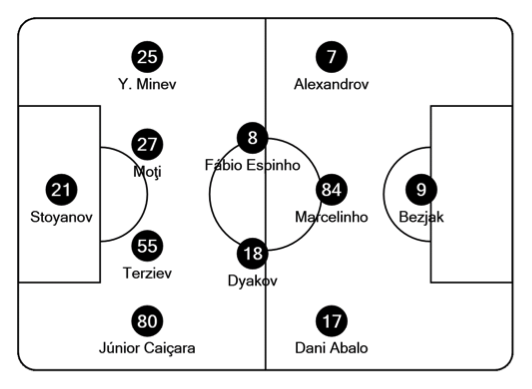 25
Y. Minev
7
Alexandrov
27
Moţi
8
Fábio Espinho
21
Stoyanov
84
Marcelinho
9
Bezjak
55
Terziev
18
Dyakov
80
Júnior Caiçara
17
Dani Abalo